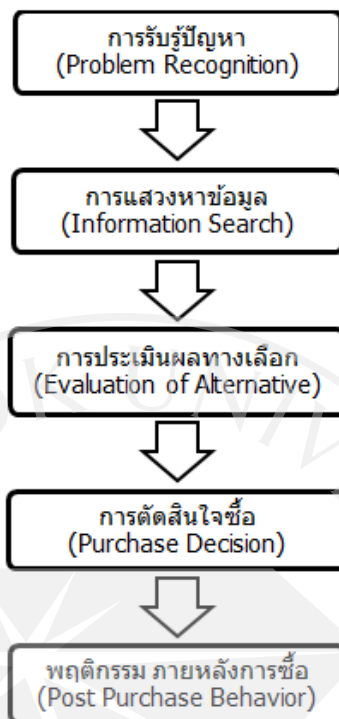 การรับรู้ปัญหา
(Problem Recognition)
การแสวงหาข้อมูล
(Information Search)
การประเมินผลทางเลือก
(Evaluation of Alternative)
การตัดสินใจซื้อ
(Purchase Decision)
พฤติกรรม ภายหลังการซื้อ
(Post Purchase Behavior)